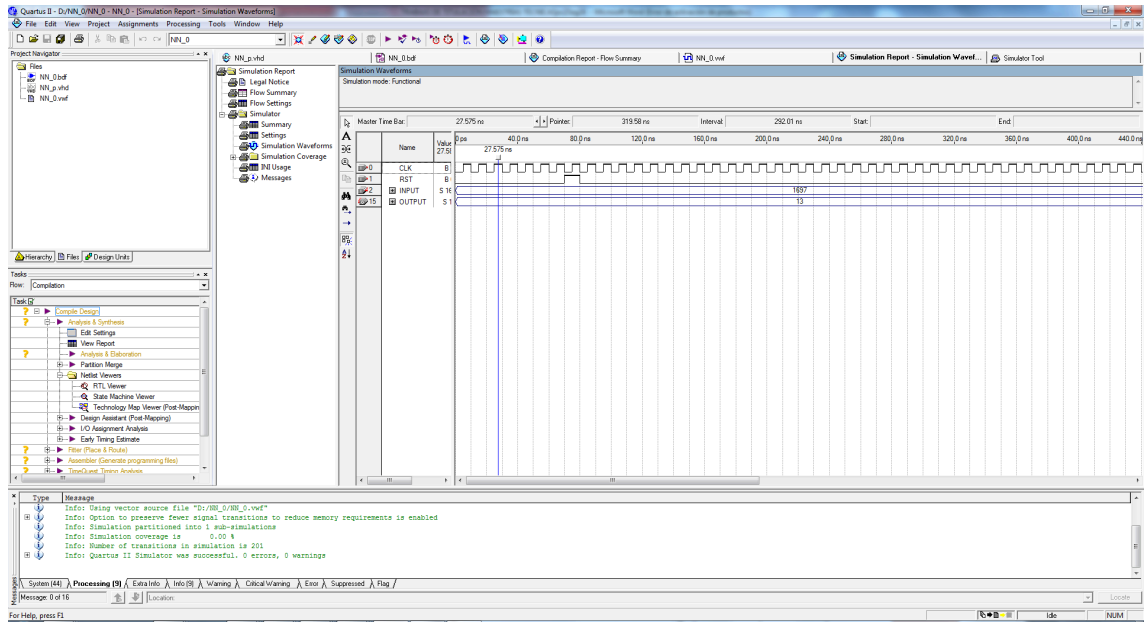 Quartus II - D:/NN_0/NN_0 - NN_0 - [Simulation Report - Simulation Waveforms]
File Edit View Project Assignments Processing Tools Window Help
NN_0
Project Navigator
Files
NN_0.bdf
NN_p.vhd
NN_0.vwf
Hierarchy Files Design Units
Tasks
Flow: Compilation
Task
Compile Design
Analysis & Synthesis
Edit Settings
View Report
Analysis & Elaboration
Partition Merge
Netlist Viewers
RTL Viewer
State Machine Viewer
Technology Map Viewer (Post-Mappin
Design Assistant (Post-Mapping)
I/O Assignment Analysis
Early Timing Estimate
Fitter (Place & Route)
Assembler (Generate programming files)
TimeQuest Timing Analysis
NN_p.vhd NN_0.bdf Compilation Report - Flow Summary NN_0.vwf Simulation Report - Simulation Wavef... Simulator Tool
Simulation Report
Legal Notice
Flow Summary
Flow Settings
Simulator
Summary
Settings
Simulation Waveforms
Simulation Coverage
INI Usage
Messages
Simulation Waveforms
Simulation mode: Functional
Master Time Bar: 27.575 ns Pointer: 319.58 ns Interval: 292.01 ns Start: End:
Name Value 27.5
0 ps 40.0 ns 80.0 ns 120.0 ns 160.0 ns 200.0 ns 240.0 ns 280.0 ns 320.0 ns 360.0 ns 400.0 ns 440.0 ns
27.575 ns
0 CLK B
1 RST B
2 INPUT S 16 1697
15 OUTPUT S 1 13
Type Message
Info: Using vector source file "D:/NN_0/NN_0.vwf"
Info: Option to preserve fewer signal transitions to reduce memory requirements is enabled
Info: Simulation partitioned into 1 sub-simulations
Info: Simulation coverage is 0.00 %
Info: Number of transitions in simulation is 201
Info: Quartus II Simulator was successful. 0 errors, 0 warnings
System (44) Processing (9) Extra Info Info (9) Warning Critical Warning Error Suppressed Flag
Messages
Message: 0 of 16 Location: Locate
For Help, press F1 Idle NUM